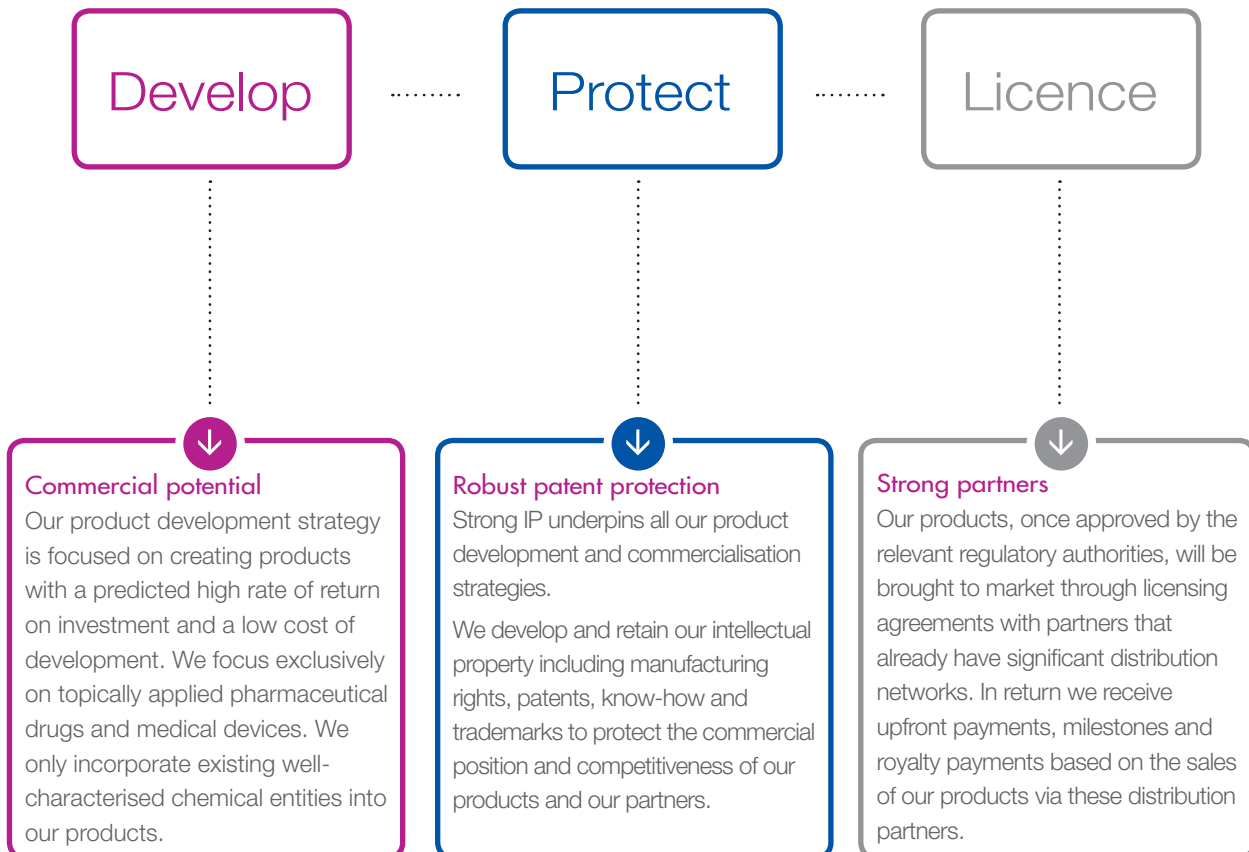 Develop
Protect
Licence
Commercial potential
Our product development strategy
is focused on creating products
with a predicted high rate of return
on investment and a low cost of
development. We focus exclusively
on topically applied pharmaceutical
drugs and medical devices. We
only incorporate existing well-
characterised chemical entities into
our products.
Robust patent protection
Strong IP underpins all our product
development and commercialisation
strategies.
We develop and retain our intellectual
property including manufacturing
rights, patents, know-how and
trademarks to protect the commercial
position and competitiveness of our
products and our partners.
Strong partners
Our products, once approved by the
relevant regulatory authorities, will be
brought to market through licensing
agreements with partners that
already have significant distribution
networks. In return we receive
upfront payments, milestones and
royalty payments based on the sales
of our products via these distribution
partners.